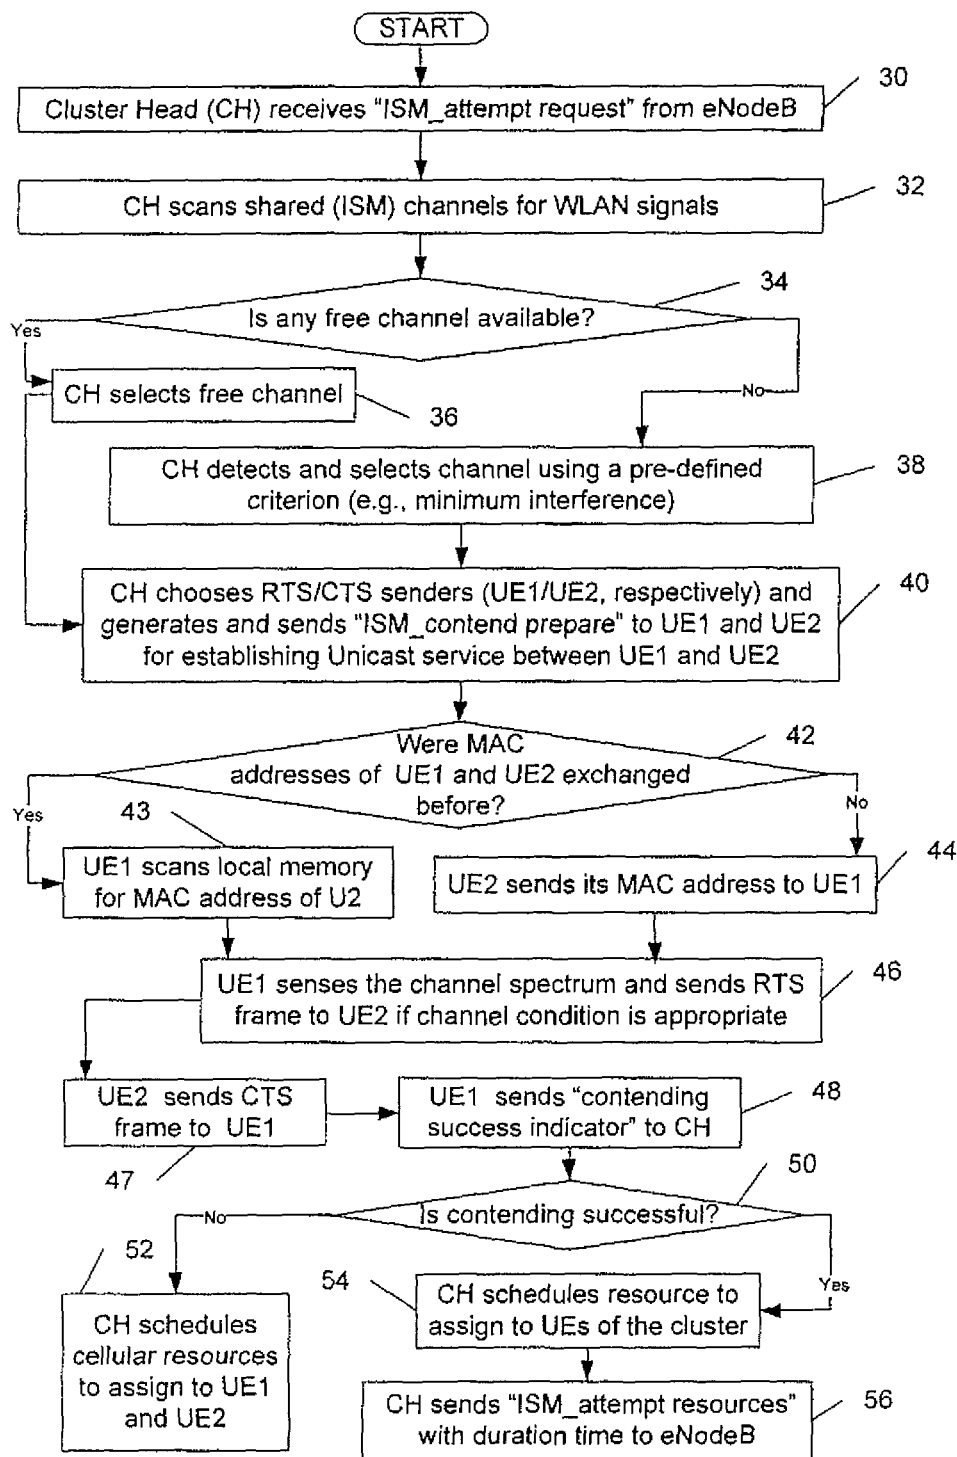 START
30
Cluster Head (CH) receives "ISM_attempt request" from eNodeB
32
CH scans shared (ISM) channels for WLAN signals
34
Is any free channel available?
Yes
No
CH selects free channel
36
38
CH detects and selects channel using a pre-defined
criterion (e.g., minimum interference)
40
CH chooses RTS/CTS senders (UE1/UE2, respectively) and
generates and sends "ISM_contend prepare" to UE1 and UE2
for establishing Unicast service between UE1 and UE2
42
Were MAC
addresses of UE1 and UE2 exchanged
before?
Yes
No
43
UE1 scans local memory
for MAC address of U2
44
UE2 sends its MAC address to UE1
46
UE1 senses the channel spectrum and sends RTS
frame to UE2 if channel condition is appropriate
UE2 sends CTS
frame to UE1
47
UE1 sends "contending
success indicator" to CH
48
50
Is contending successful?
No
Yes
52
CH schedules
cellular resources
to assign to UE1
and UE2
54
CH schedules resource to
assign to UEs of the cluster
CH sends "ISM_attempt resources"
with duration time to eNodeB
56